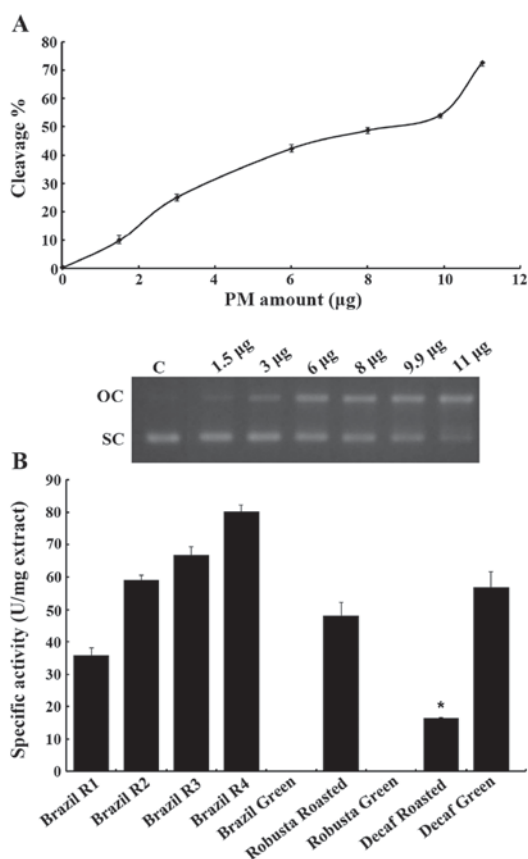 A
Cleavage %
80
70
60
50
40
30
20
10
0
0 2 4 6 8 10 12
PM amount (µg)
C 1.5 µg 3 µg 6 µg 8 µg 9.9 µg 11 µg
OC
SC
B
Specific activity (U/mg extract)
90
80
70
60
50
40
30
20
10
0
*
Brazil R1
Brazil R2
Brazil R3
Brazil R4
Brazil Green
Robusta Roasted
Robusta Green
Decaf Roasted
Decaf Green